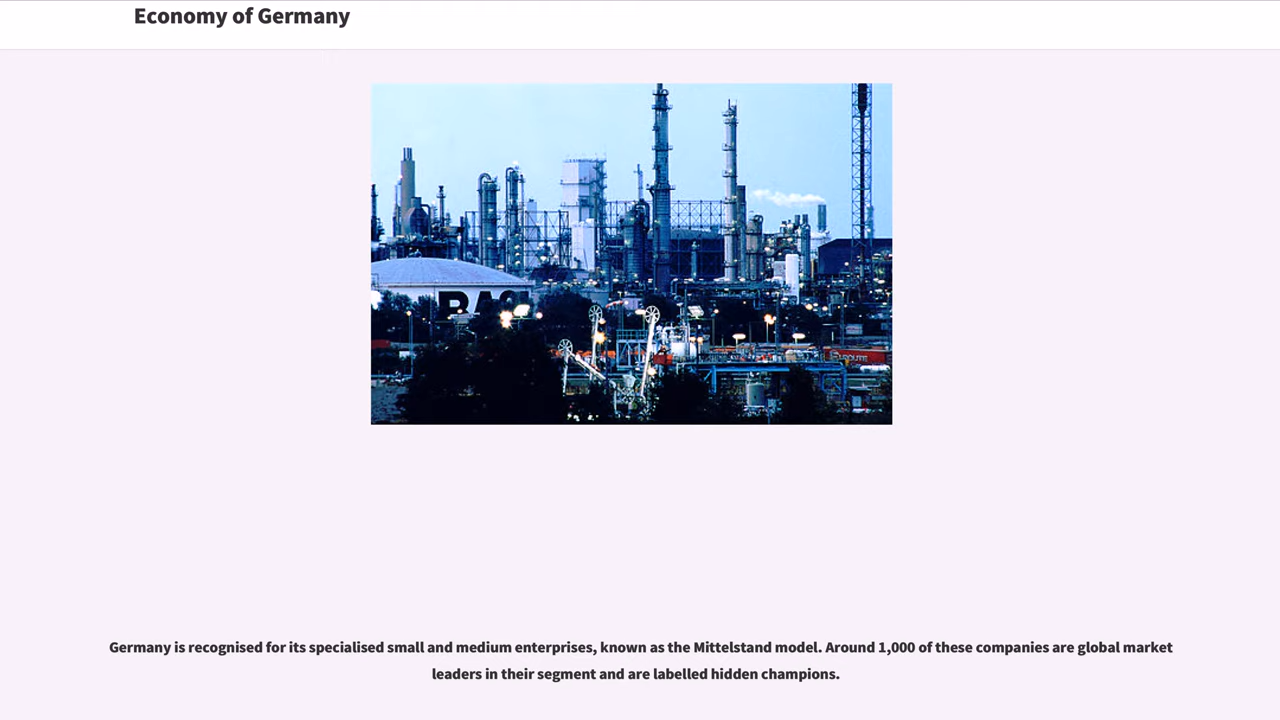 Economy of Germany
BASF
Germany is recognised for its specialised small and medium enterprises, known as the Mittelstand model. Around 1,000 of these companies are global market
leaders in their segment and are labelled hidden champions.